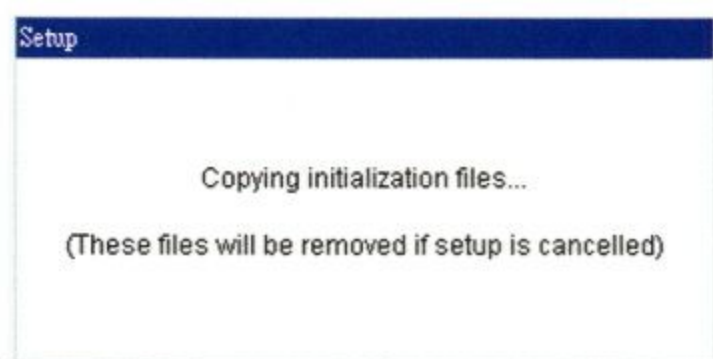 Setup
Copying initialization files...
(These files will be removed if setup is cancelled)